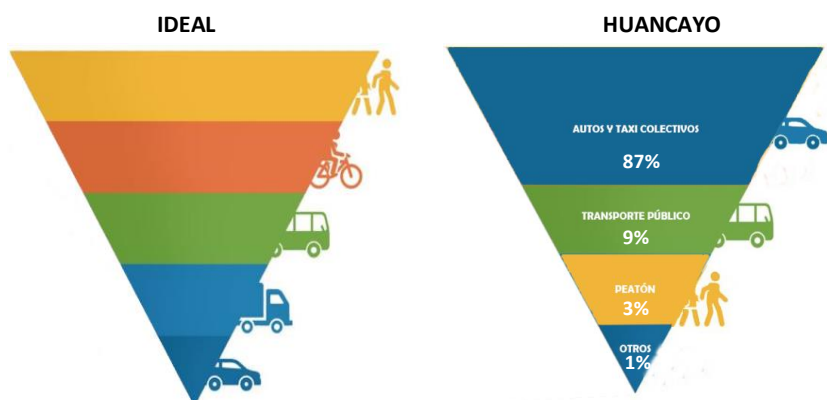 IDEAL
HUANCAYO
AUTOS Y TAXI COLECTIVOS
87%
TRANSPORTE PÚBLICO
9%
PEATÓN
3%
OTROS
1%